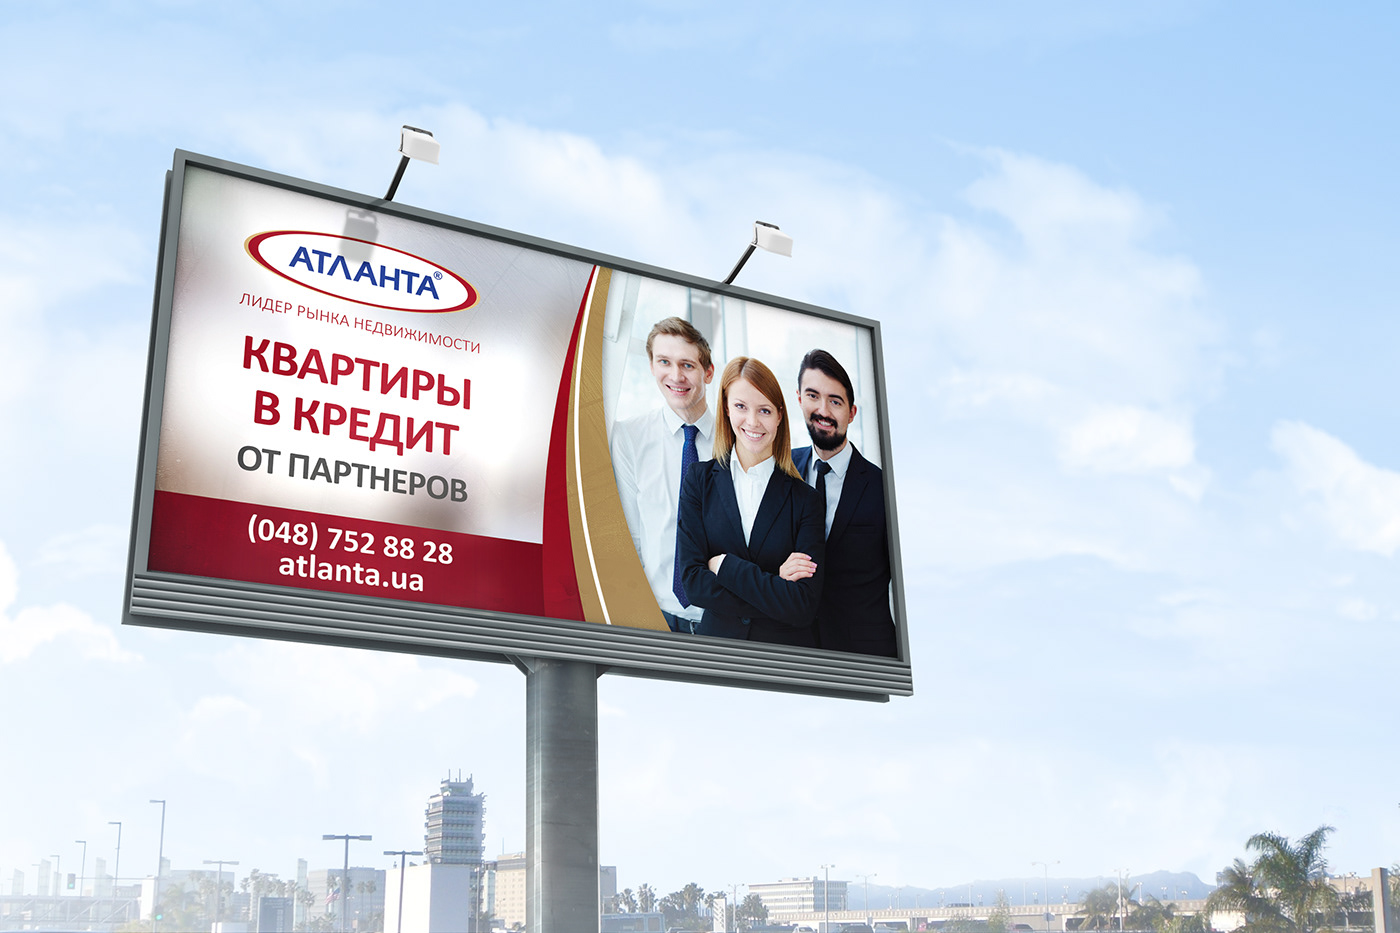 АТЛАНТА®
ЛИДЕР РЫНКА НЕДВИЖИМОСТИ
КВАРТИРЫ
В КРЕДИТ
ОТ ПАРТНЕРОВ
(048) 752 88 28
atlanta.ua